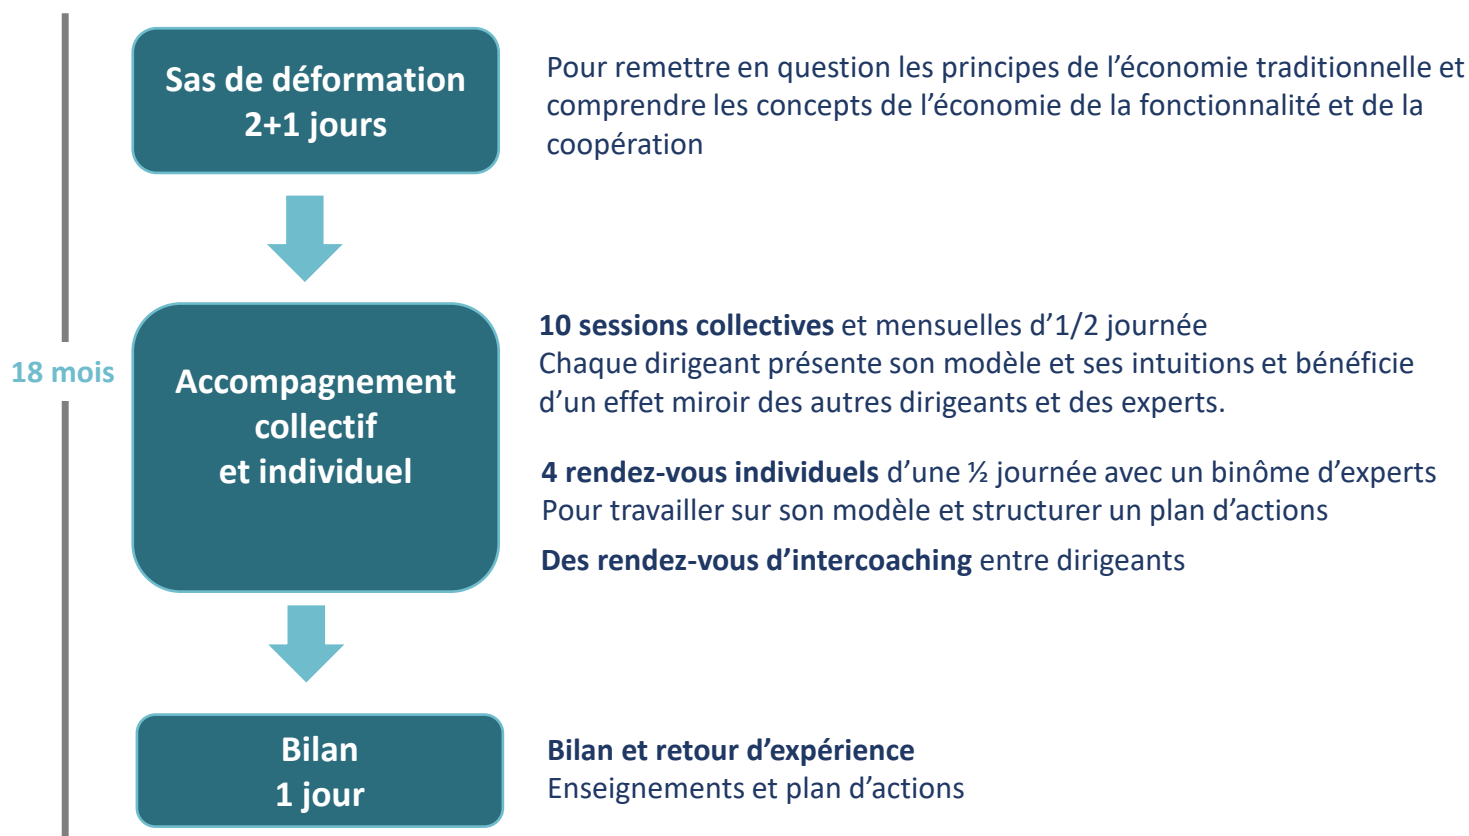 Sas de déformation
2+1 jours
Pour remettre en question les principes de l’économie traditionnelle et
comprendre les concepts de l’économie de la fonctionnalité et de la
coopération
18 mois
Accompagnement
collectif
et individuel
10 sessions collectives et mensuelles d’1/2 journée
Chaque dirigeant présente son modèle et ses intuitions et bénéficie
d’un effet miroir des autres dirigeants et des experts.
4 rendez-vous individuels d’une ½ journée avec un binôme d’experts
Pour travailler sur son modèle et structurer un plan d’actions
Des rendez-vous d’intercoaching entre dirigeants
Bilan
1 jour
Bilan et retour d’expérience
Enseignements et plan d’actions